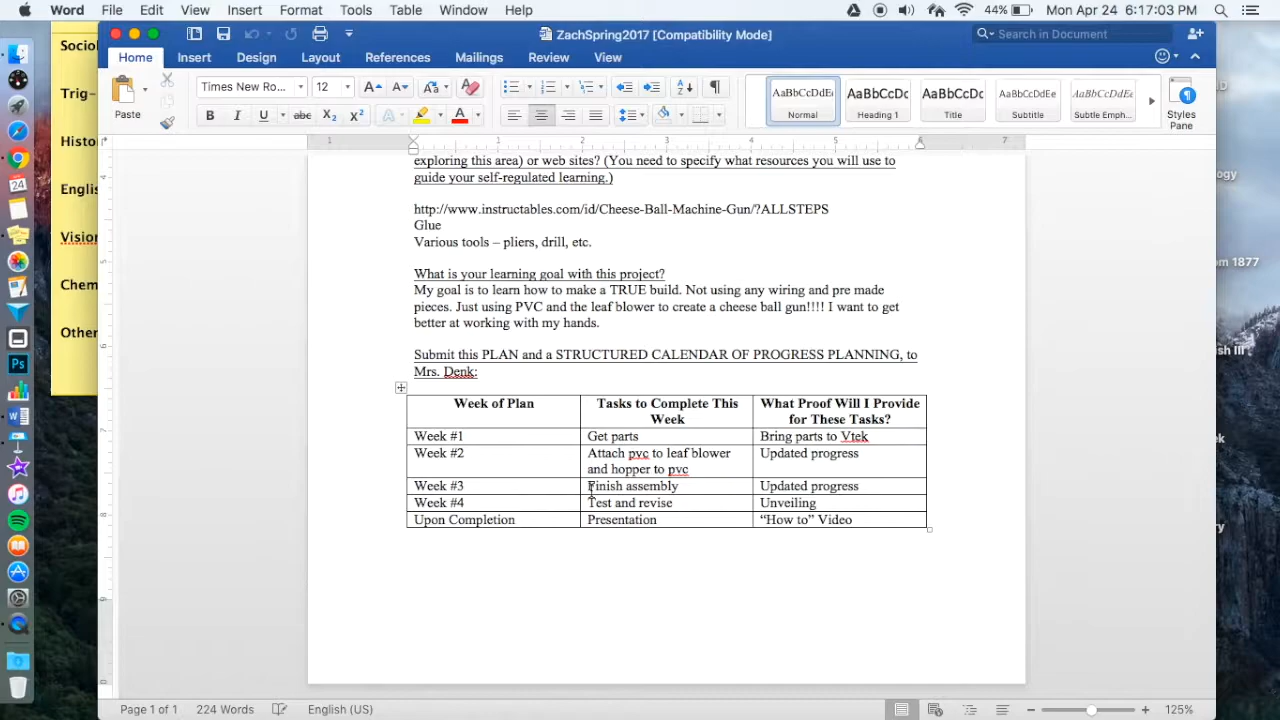 Word File Edit View Insert Format Tools Table Window Help 44% Mon Apr 24 6:17:03 PM
ZachSpring2017 [Compatibility Mode] Search in Document
Home Insert Design Layout References Mailings Review View
Paste Times New Ro... 12 AaBbCcDdEe AaBbCcDc AaBbCcDc AaBbCcDdEe AaBbCcDdEe
Normal Heading 1 Title Subtitle Subtle Emph... Styles Pane
Sociol
Trig-
Histo
Englis
Vision
Chem
Other
exploring this area) or web sites? (You need to specify what resources you will use to
guide your self-regulated learning.)
http://www.instructables.com/id/Cheese-Ball-Machine-Gun/?ALLSTEPS
Glue
Various tools – pliers, drill, etc.
What is your learning goal with this project?
My goal is to learn how to make a TRUE build. Not using any wiring and pre made
pieces. Just using PVC and the leaf blower to create a cheese ball gun!!!! I want to get
better at working with my hands.
Submit this PLAN and a STRUCTURED CALENDAR OF PROGRESS PLANNING, to
Mrs. Denk:
Week of Plan Tasks to Complete This What Proof Will I Provide
Week for These Tasks?
Week #1 Get parts Bring parts to Vtek
Week #2 Attach pvc to leaf blower Updated progress
and hopper to pvc
Week #3 Finish assembly Updated progress
Week #4 Test and revise Unveiling
Upon Completion Presentation “How to” Video
Page 1 of 1 224 Words English (US) 125%